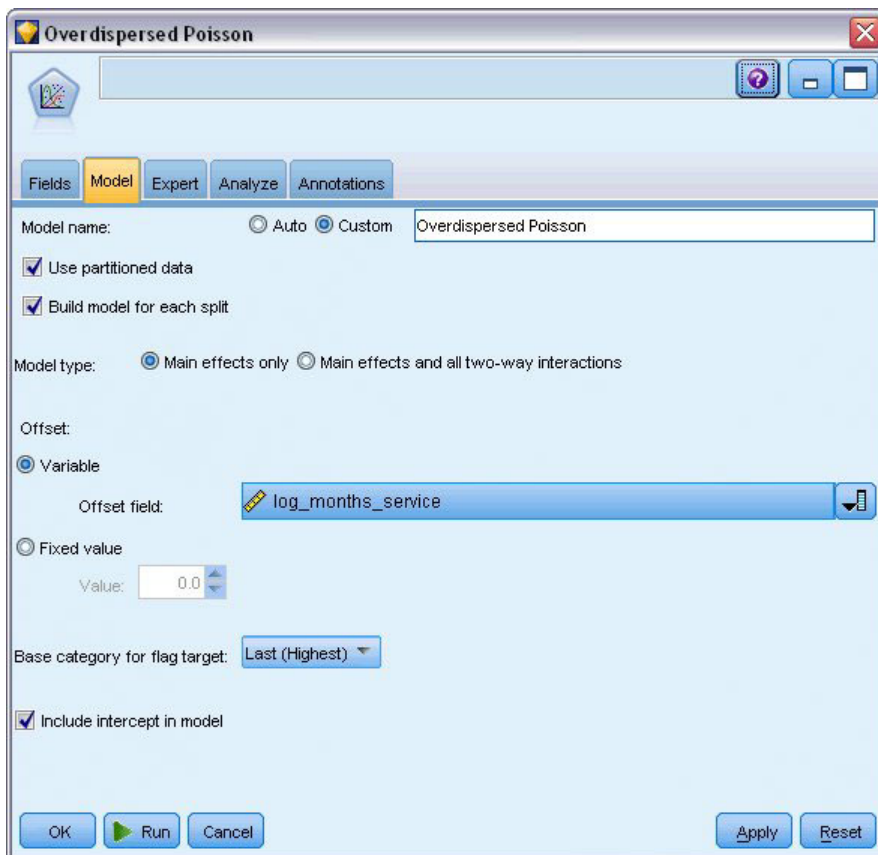 Overdispersed Poisson
Fields Model Expert Analyze Annotations
Model name: Auto Custom Overdispersed Poisson
Use partitioned data
Build model for each split
Model type: Main effects only Main effects and all two-way interactions
Offset:
Variable
Offset field: log_months_service
Fixed value
Value: 0.0
Base category for flag target: Last (Highest)
Include intercept in model
OK Run Cancel Apply Reset